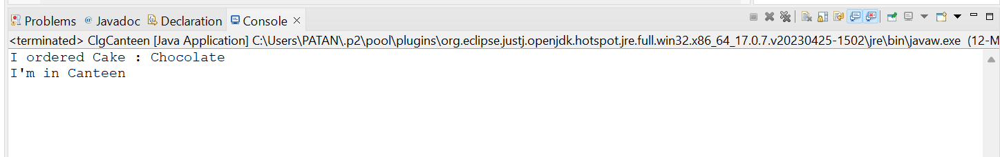 Problems @ Javadoc Declaration Console
<terminated> ClgCanteen [Java Application] C:\Users\PATAN\.p2\pool\plugins\org.eclipse.justj.openjdk.hotspot.jre.full.win32.x86_64_17.0.7.v20230425-1502\jre\bin\javaw.exe (12-M
I ordered Cake : Chocolate
I'm in Canteen